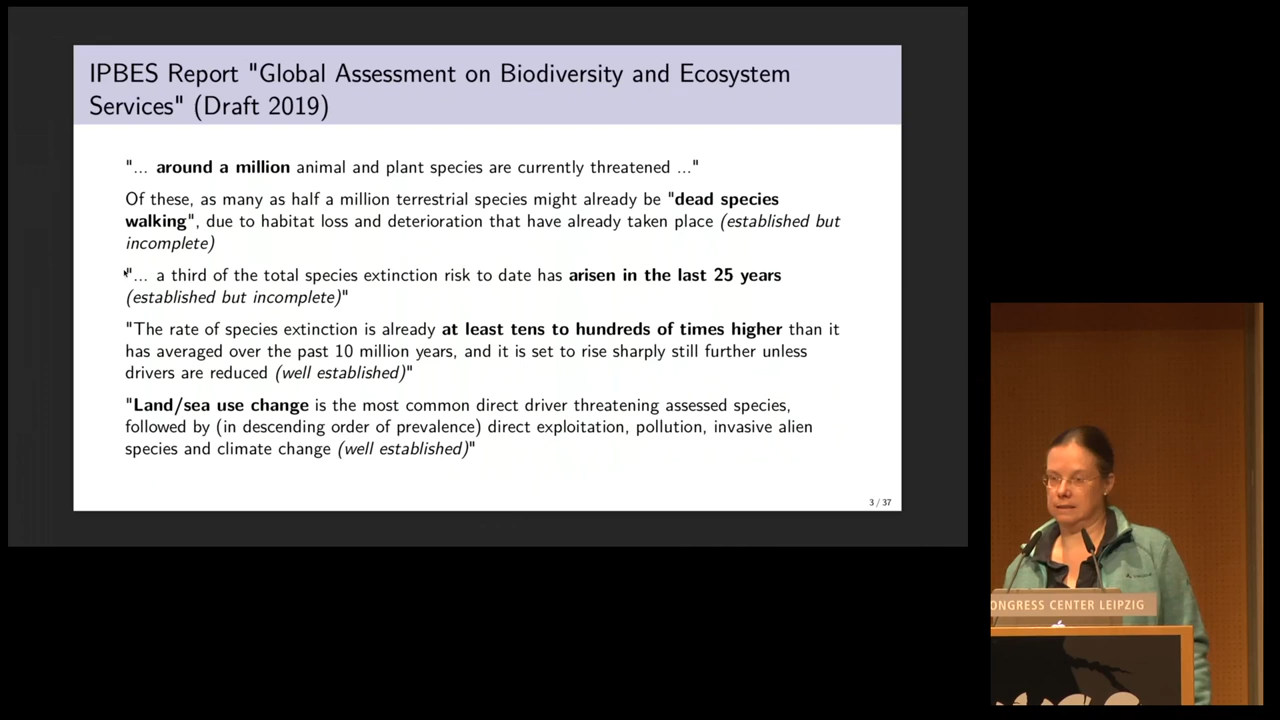 IPBES Report "Global Assessment on Biodiversity and Ecosystem
Services" (Draft 2019)
"... around a million animal and plant species are currently threatened ..."
Of these, as many as half a million terrestrial species might already be "dead species
walking", due to habitat loss and deterioration that have already taken place (established but
incomplete)
"... a third of the total species extinction risk to date has arisen in the last 25 years
(established but incomplete)"
"The rate of species extinction is already at least tens to hundreds of times higher than it
has averaged over the past 10 million years, and it is set to rise sharply still further unless
drivers are reduced (well established)"
"Land/sea use change is the most common direct driver threatening assessed species,
followed by (in descending order of prevalence) direct exploitation, pollution, invasive alien
species and climate change (well established)"
3 / 37
ONGRESS CENTER LEIPZIG